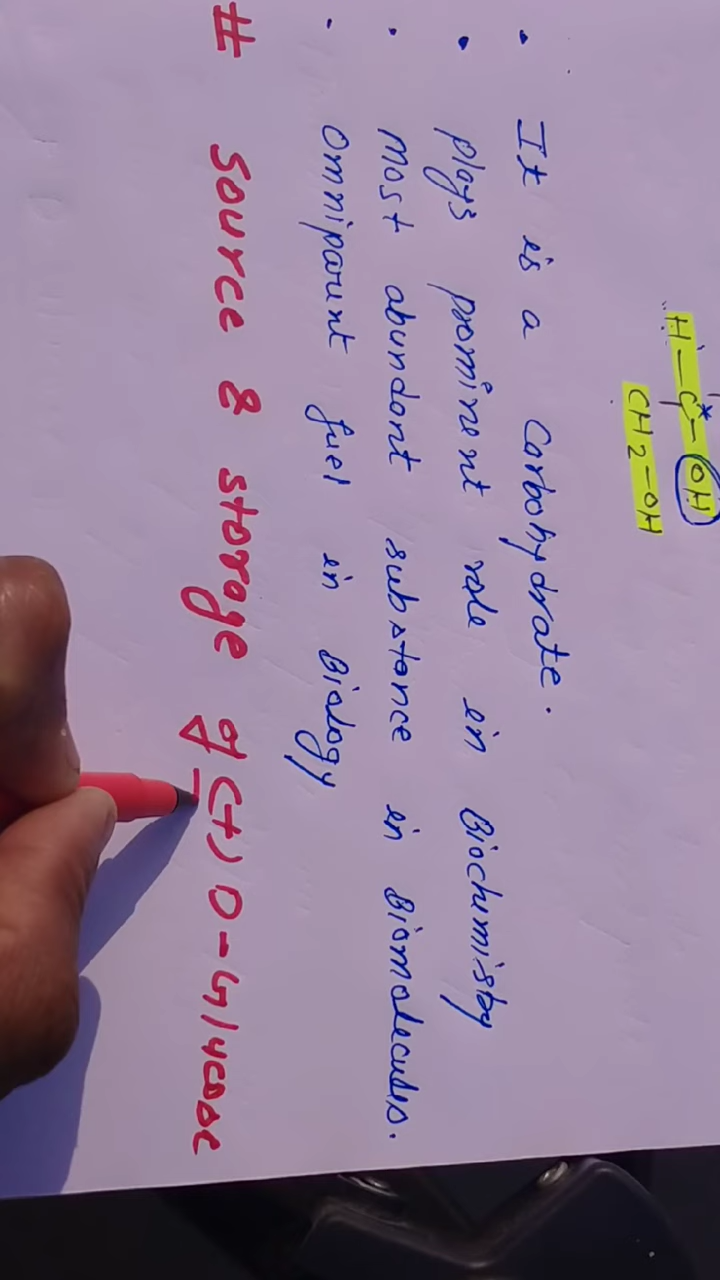 H-C*-OH
CH2-OH
• It is a Carbohydrate.
• plays prominent role in Biochemistry
• most abundant substance in Biomolecules.
• omniparent fuel in Biology
# Source & storage of (+) D-Glucose